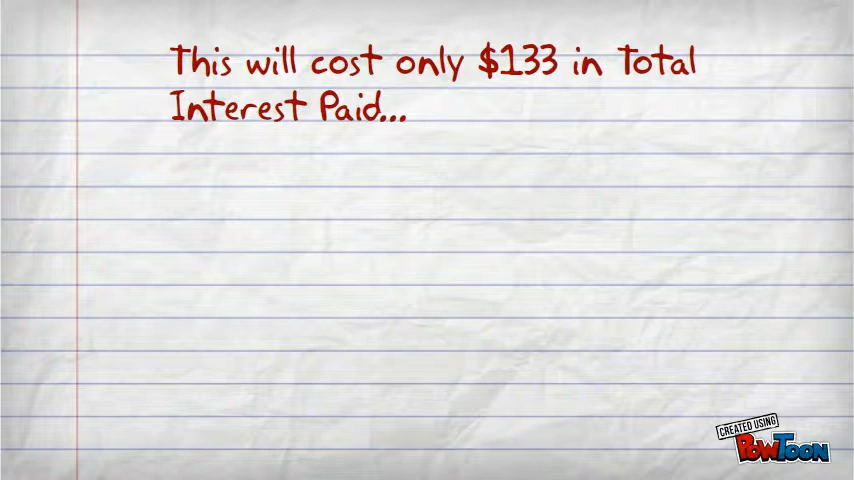 This will cost only $133 in Total
Interest Paid...
CREATED USING
POWTOON